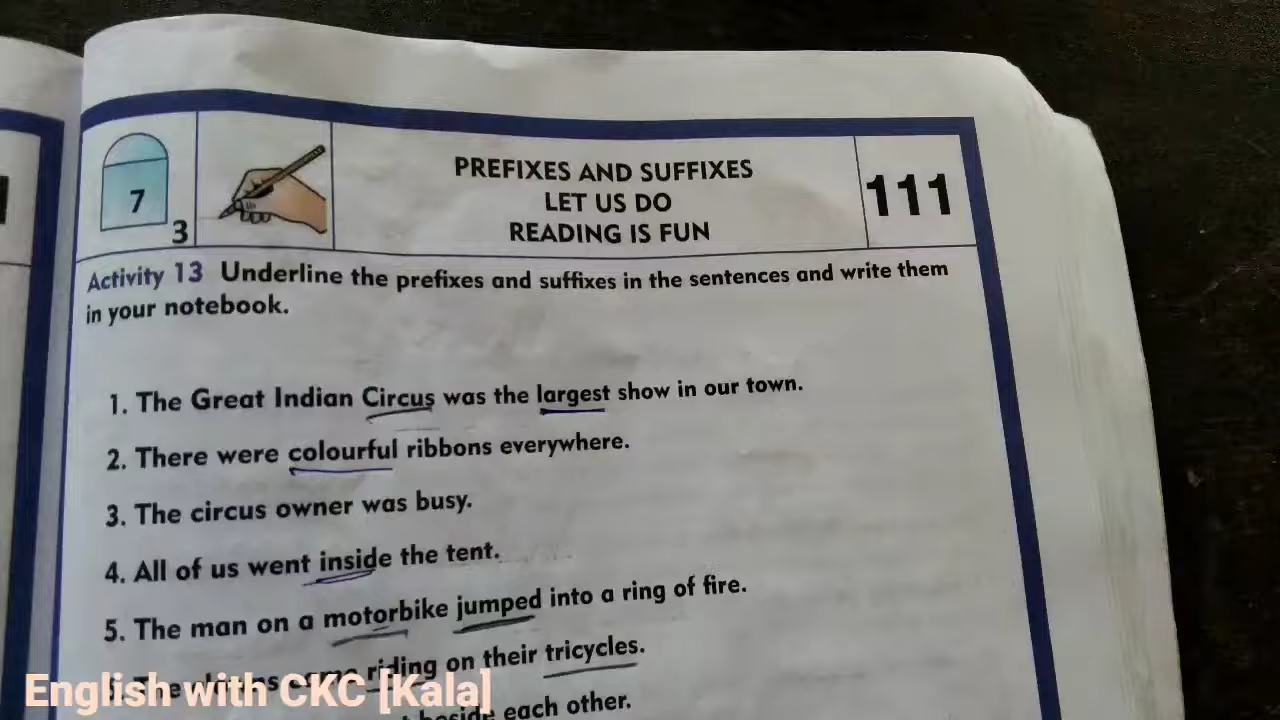 7
3
PREFIXES AND SUFFIXES
LET US DO
READING IS FUN
111
Activity 13 Underline the prefixes and suffixes in the sentences and write them
in your notebook.
1. The Great Indian Circus was the largest show in our town.
2. There were colourful ribbons everywhere.
3. The circus owner was busy.
4. All of us went inside the tent.
5. The man on a motorbike jumped into a ring of fire.
riding on their tricycles.
English with CKC [Kala]
beside each other.